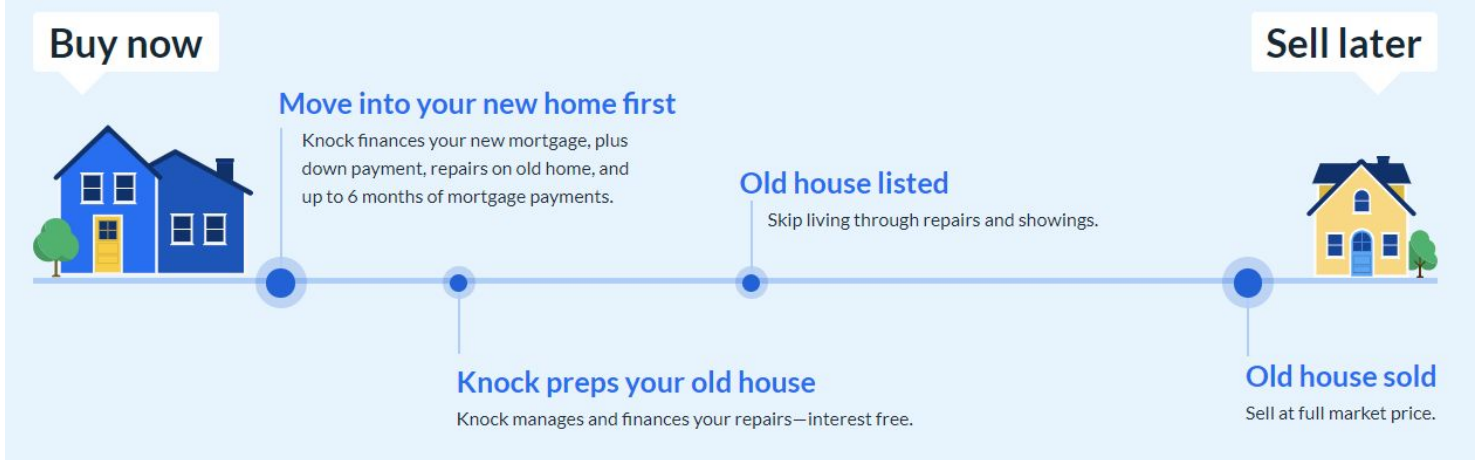 Buy now
Sell later
Move into your new home first
Knock finances your new mortgage, plus
down payment, repairs on old home, and
up to 6 months of mortgage payments.
Old house listed
Skip living through repairs and showings.
Knock preps your old house
Knock manages and finances your repairs—interest free.
Old house sold
Sell at full market price.